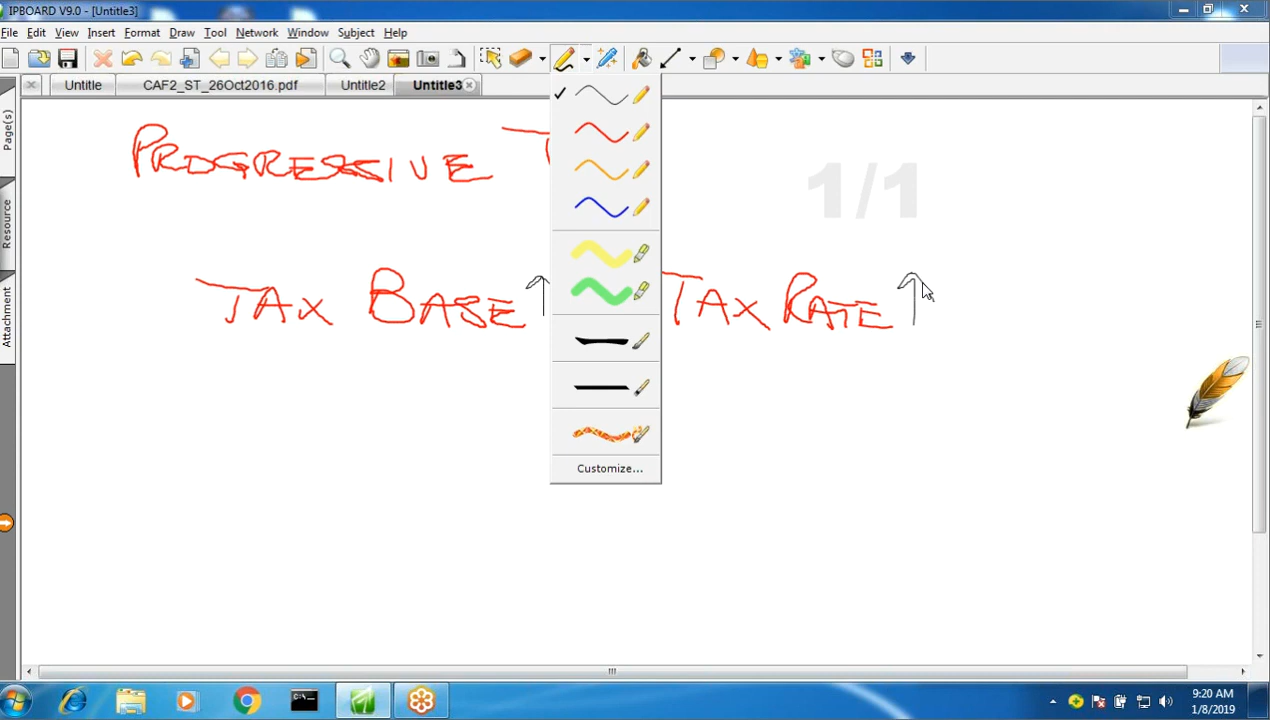 IPBOARD V9.0 - [Untitle3]
File Edit View Insert Format Draw Tool Network Window Subject Help
Untitle CAF2_ST_26Oct2016.pdf Untitle2 Untitle3
Page(s)
Resource
Attachment
PROGRESSIVE T
1/1
TAX BASE ↑ TAX RATE ↑
Customize...
9:20 AM
1/8/2019